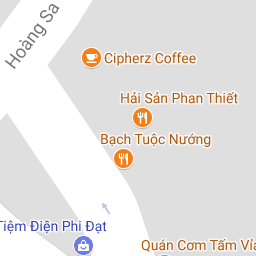 Hoàng Sa
Cipherz Coffee
Hải Sản Phan Thiết
Bạch Tuộc Nướng
Tiệm Điện Phi Đạt
Quán Cơm Tấm